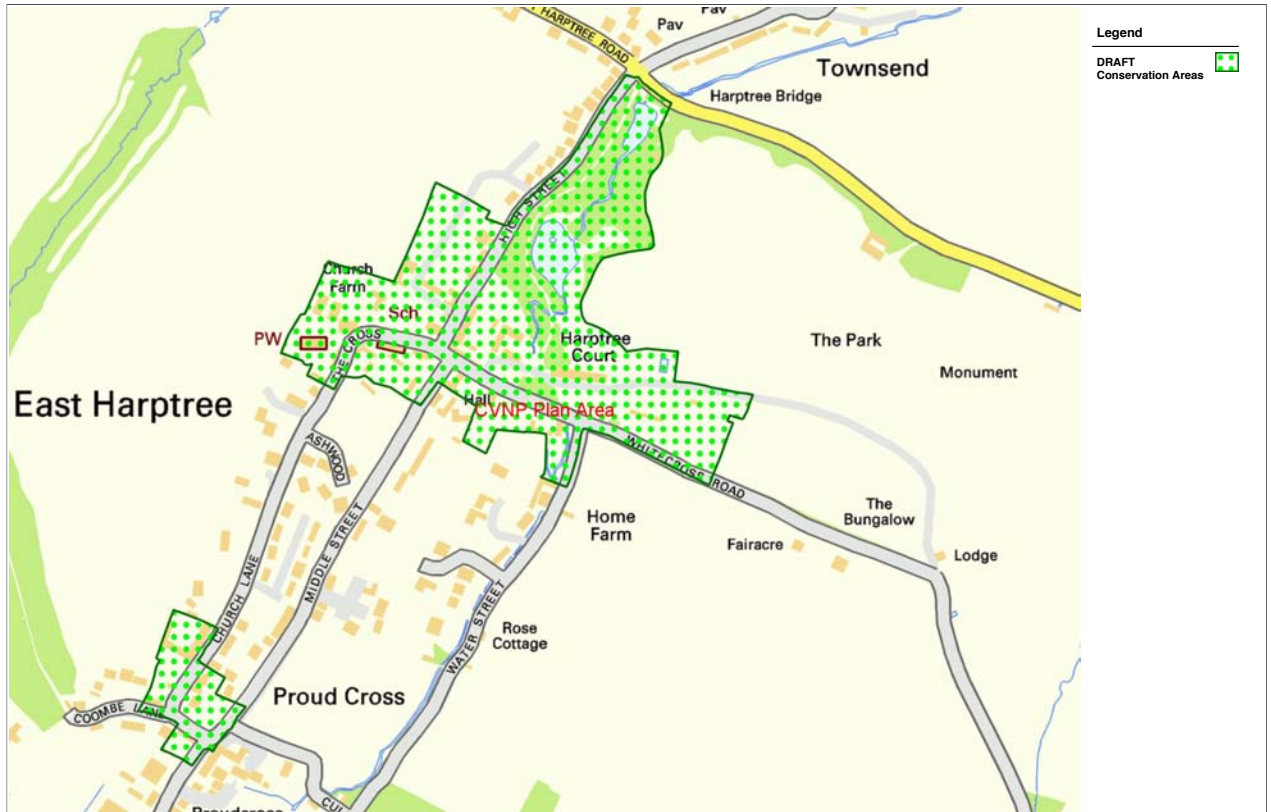 Legend
DRAFT
Conservation Areas
HARPTREE ROAD
Pav
Pav
Townsend
Harptree Bridge
HIGH STREET
Church
Farm
Sch
PW
THE CROSS
Harptree
Court
The Park
Monument
East Harptree
Hall
CVNP Plan Area
WHITECROSS ROAD
ASHWOOD
The
Bungalow
Home
Farm
Fairacre
Lodge
MIDDLE STREET
CHURCH LANE
WATER STREET
Rose
Cottage
Proud Cross
COOMBE LANE